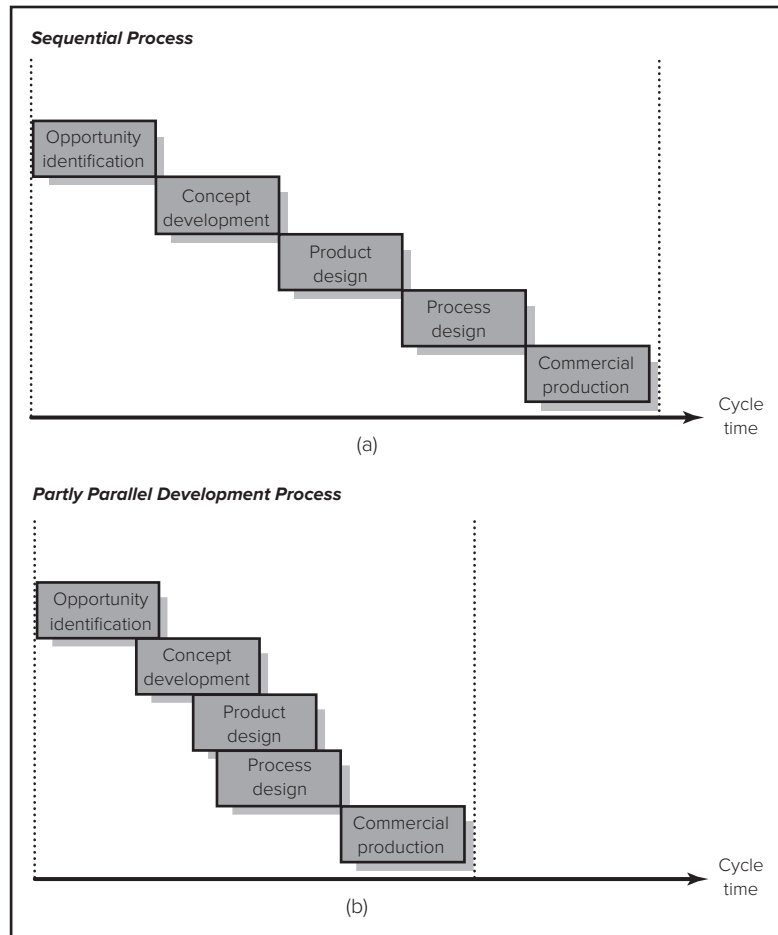 Sequential Process
Opportunity
identification
Concept
development
Product
design
Process
design
Commercial
production
Cycle
time
(a)
Partly Parallel Development Process
Opportunity
identification
Concept
development
Product
design
Process
design
Commercial
production
Cycle
time
(b)